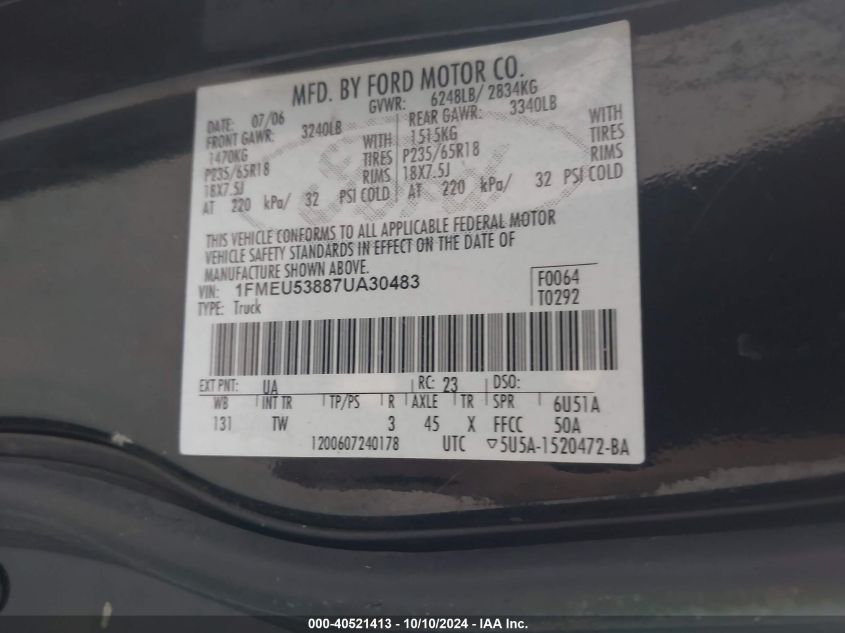 MFD. BY FORD MOTOR CO.
DATE: 07/06 GVWR: 6248LB/ 2834KG
FRONT GAWR: 3240LB REAR GAWR: 3340LB
1470KG WITH 1515KG WITH
P235/65R18 TIRES P235/65R18 TIRES
18X7.5J RIMS 18X7.5J RIMS
AT 220 kPa/ 32 PSI COLD AT 220 kPa/ 32 PSI COLD
THIS VEHICLE CONFORMS TO ALL APPLICABLE FEDERAL MOTOR
VEHICLE SAFETY STANDARDS IN EFFECT ON THE DATE OF
MANUFACTURE SHOWN ABOVE.
VIN: 1FMEU53887UA30483 F0064
TYPE: Truck T0292
EXT PNT: UA RC: 23 DSO:
WB INT TR TP/PS R AXLE TR SPR 6U51A
131 TW 3 45 X FFCC 50A
1200607240178 UTC ▽5U5A-1520472-BA
000-40521413 - 10/10/2024 - IAA Inc.